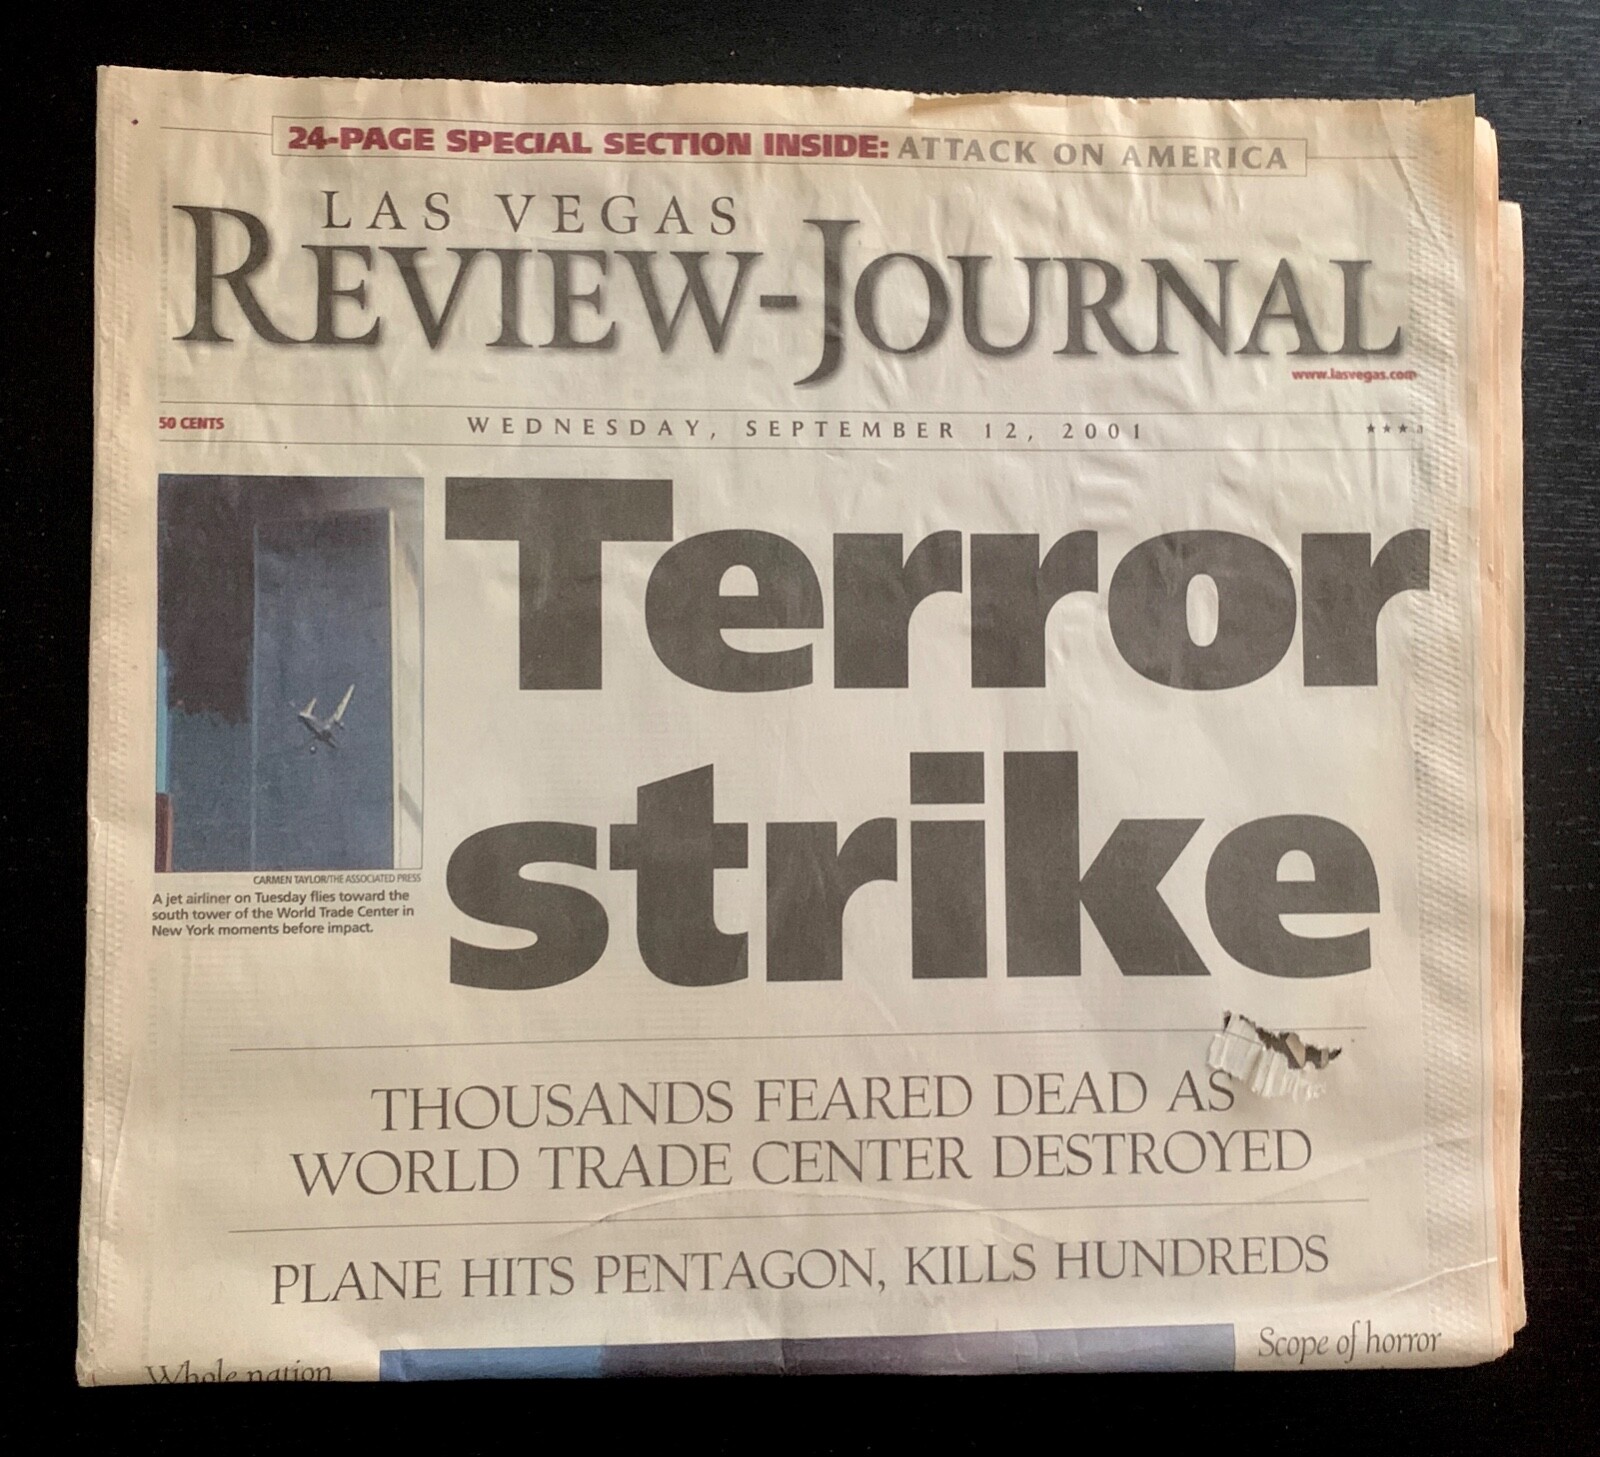 24-PAGE SPECIAL SECTION INSIDE: ATTACK ON AMERICA
LAS VEGAS
REVIEW-JOURNAL
www.lasvegas.com
50 CENTS
WEDNESDAY, SEPTEMBER 12, 2001
CARMEN TAYLOR/THE ASSOCIATED PRESS
A jet airliner on Tuesday flies toward the
south tower of the World Trade Center in
New York moments before impact.
Terror
strike
THOUSANDS FEARED DEAD AS
WORLD TRADE CENTER DESTROYED
PLANE HITS PENTAGON, KILLS HUNDREDS
Whole nation
Scope of horror